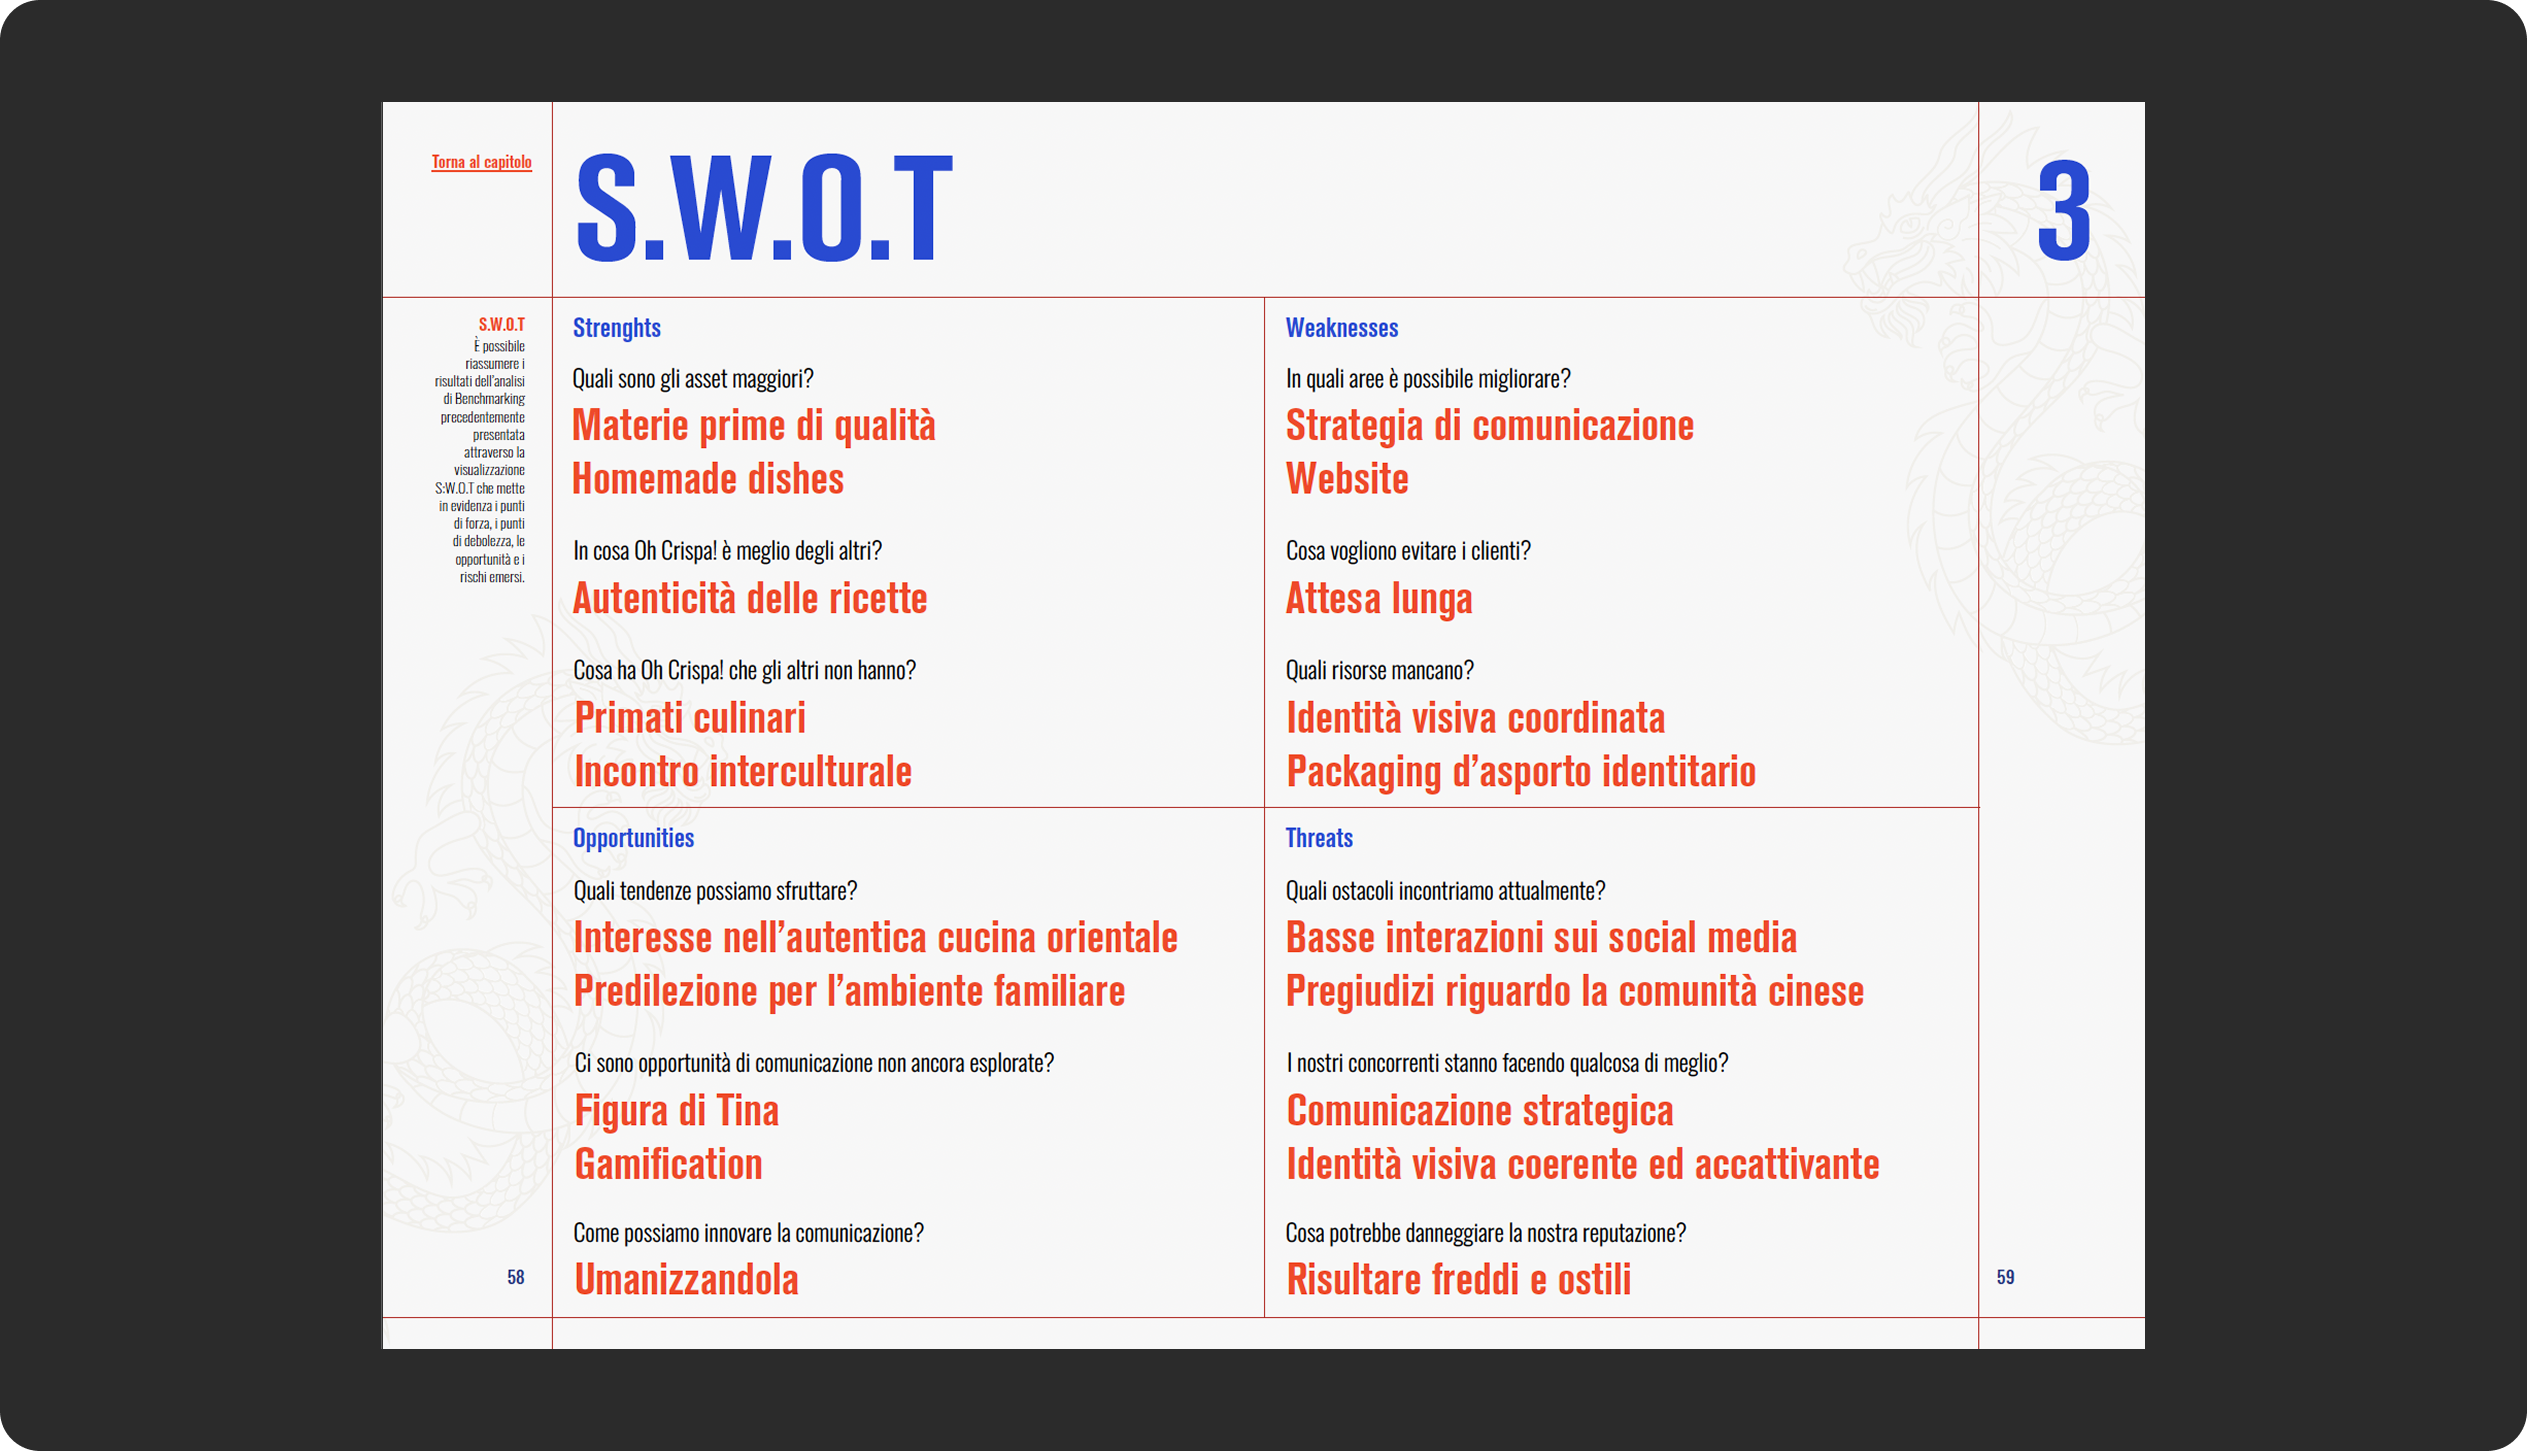 Torna al capitolo
S.W.O.T
3
S.W.O.T
È possibile
riassumere i
risultati dell'analisi
di Benchmarking
precedentemente
presentata
attraverso la
visualizzazione
S:W.O.T che mette
in evidenza i punti
di forza, i punti
di debolezza, le
opportunità e i
rischi emersi.
Strenghts
Quali sono gli asset maggiori?
Materie prime di qualità
Homemade dishes
In cosa Oh Crispa! è meglio degli altri?
Autenticità delle ricette
Cosa ha Oh Crispa! che gli altri non hanno?
Primati culinari
Incontro interculturale
Weaknesses
In quali aree è possibile migliorare?
Strategia di comunicazione
Website
Cosa vogliono evitare i clienti?
Attesa lunga
Quali risorse mancano?
Identità visiva coordinata
Packaging d’asporto identitario
Opportunities
Quali tendenze possiamo sfruttare?
Interesse nell’autentica cucina orientale
Predilezione per l’ambiente familiare
Ci sono opportunità di comunicazione non ancora esplorate?
Figura di Tina
Gamification
Come possiamo innovare la comunicazione?
Umanizzandola
Threats
Quali ostacoli incontriamo attualmente?
Basse interazioni sui social media
Pregiudizi riguardo la comunità cinese
I nostri concorrenti stanno facendo qualcosa di meglio?
Comunicazione strategica
Identità visiva coerente ed accattivante
Cosa potrebbe danneggiare la nostra reputazione?
Risultare freddi e ostili
58
59